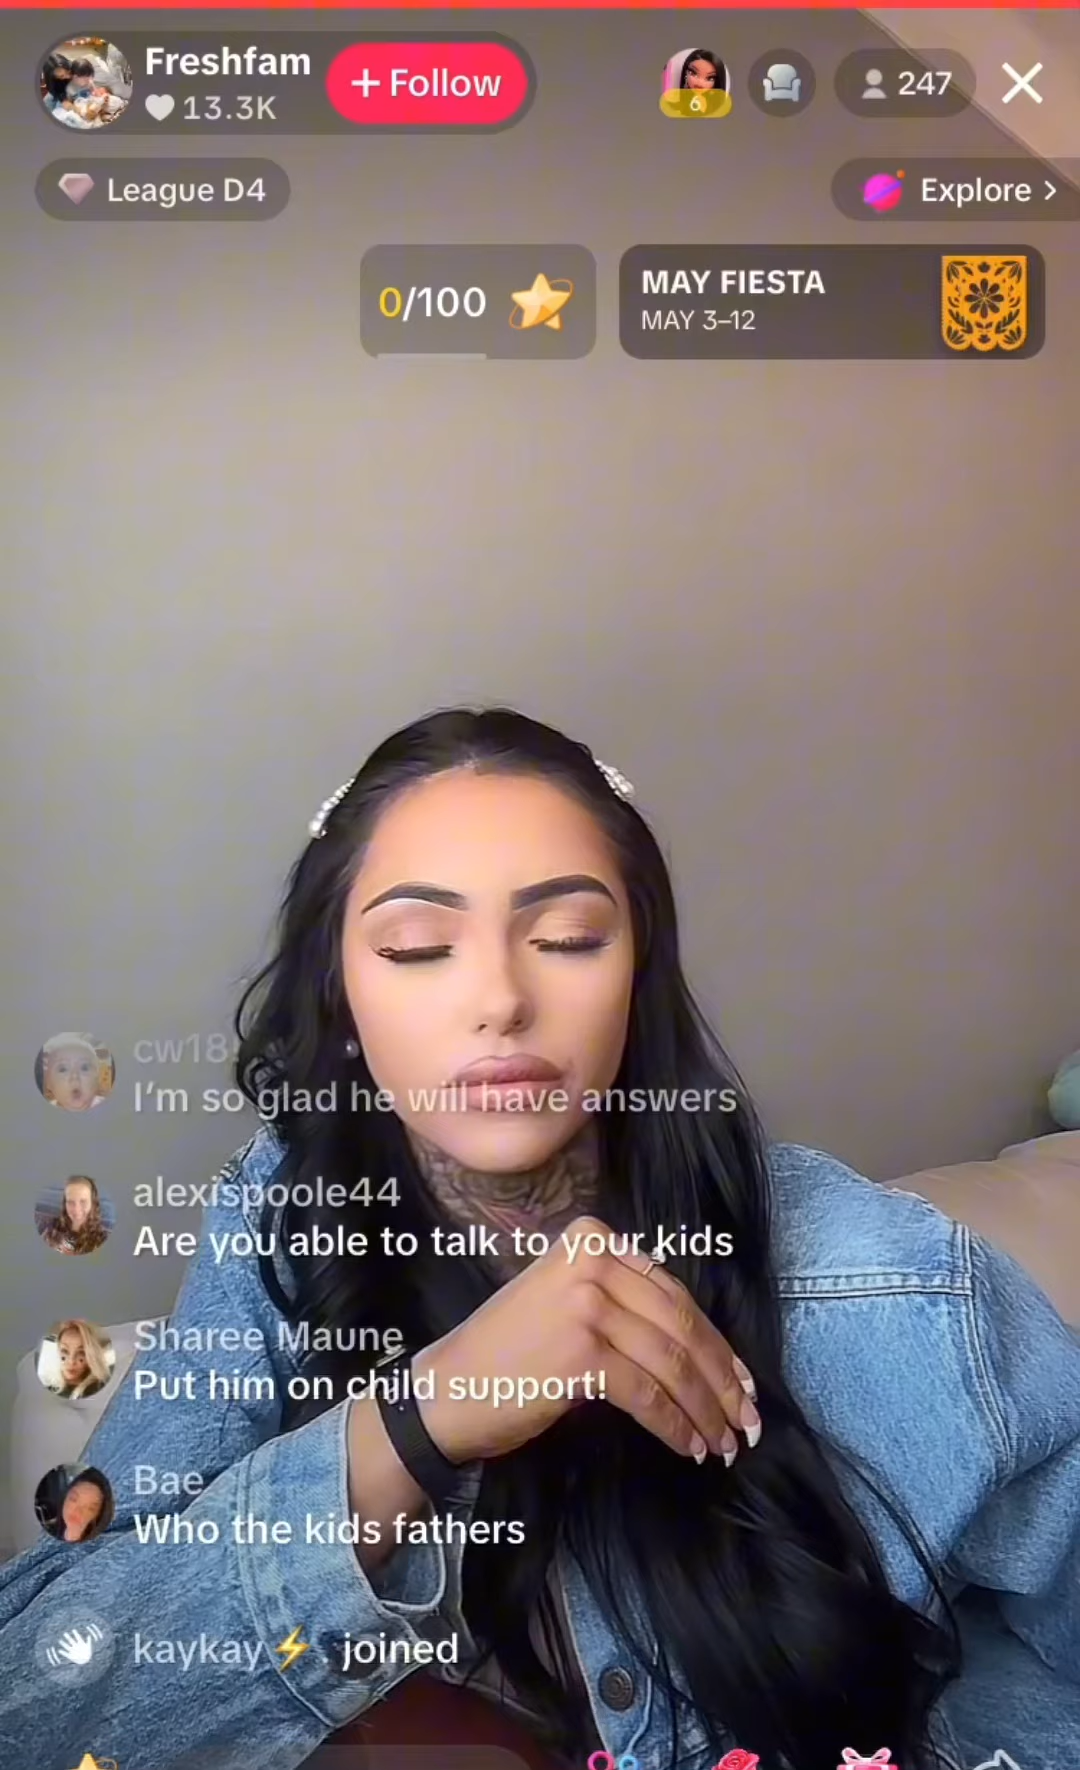 Freshfam
+ Follow
13.3K
6
247
League D4
Explore >
0/100
MAY FIESTA
MAY 3–12
cw18!
I'm so glad he will have answers
alexispoole44
Are you able to talk to your kids
Sharee Maune
Put him on child support!
Bae
Who the kids fathers
kaykay⚡. joined